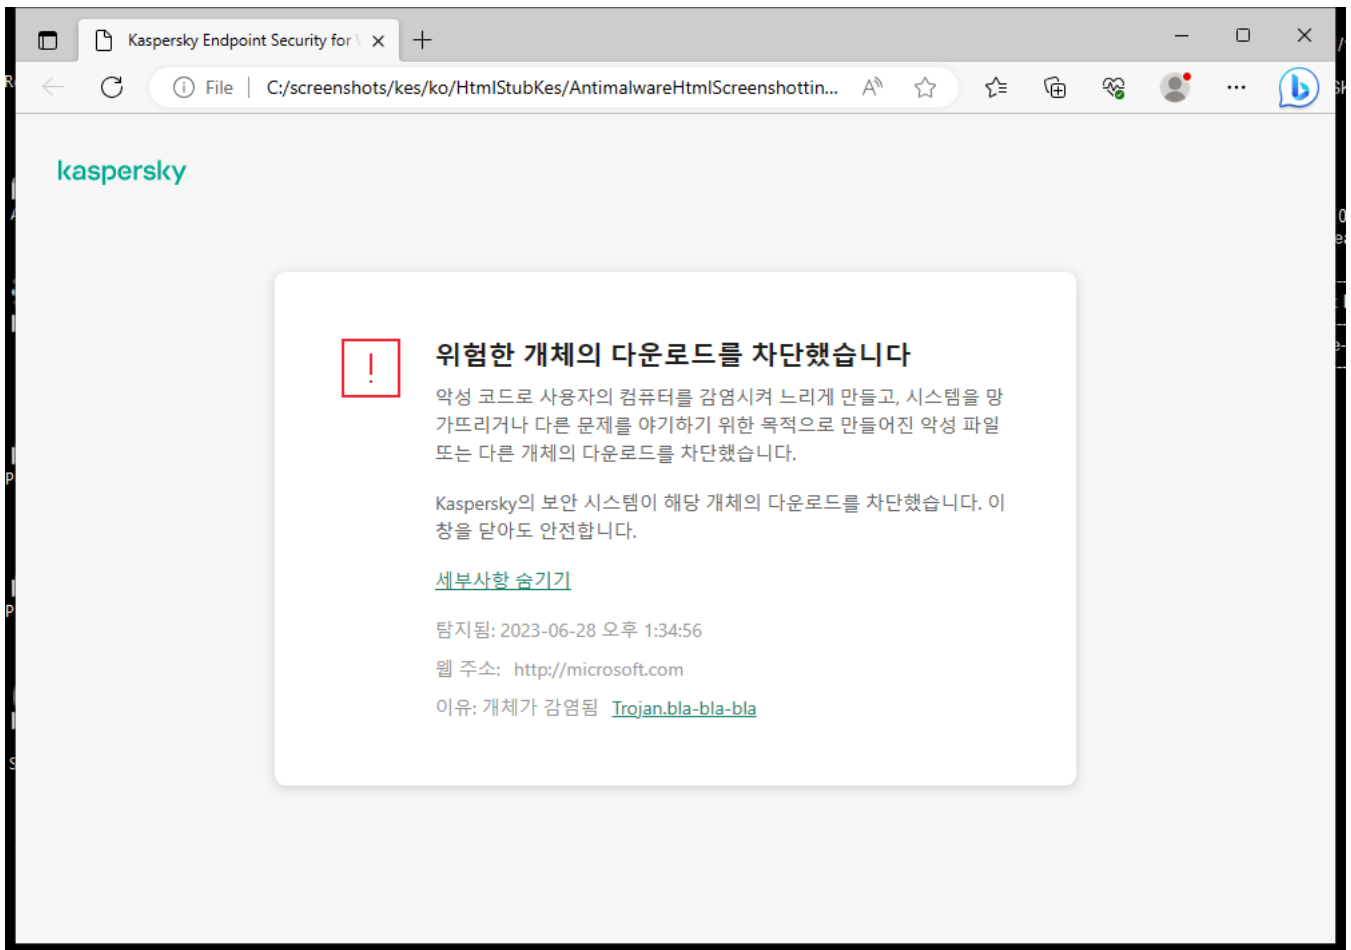 Kaspersky Endpoint Security for
File
C:/screenshots/kes/ko/HtmlStubKes/AntimalwareHtmlScreenshottin...
kaspersky
위험한 개체의 다운로드를 차단했습니다
악성 코드로 사용자의 컴퓨터를 감염시켜 느리게 만들고, 시스템을 망
가뜨리거나 다른 문제를 야기하기 위한 목적으로 만들어진 악성 파일
또는 다른 개체의 다운로드를 차단했습니다.
Kaspersky의 보안 시스템이 해당 개체의 다운로드를 차단했습니다. 이
창을 닫아도 안전합니다.
세부사항 숨기기
탐지됨: 2023-06-28 오후 1:34:56
웹 주소: http://microsoft.com
이유: 개체가 감염됨 Trojan.bla-bla-bla